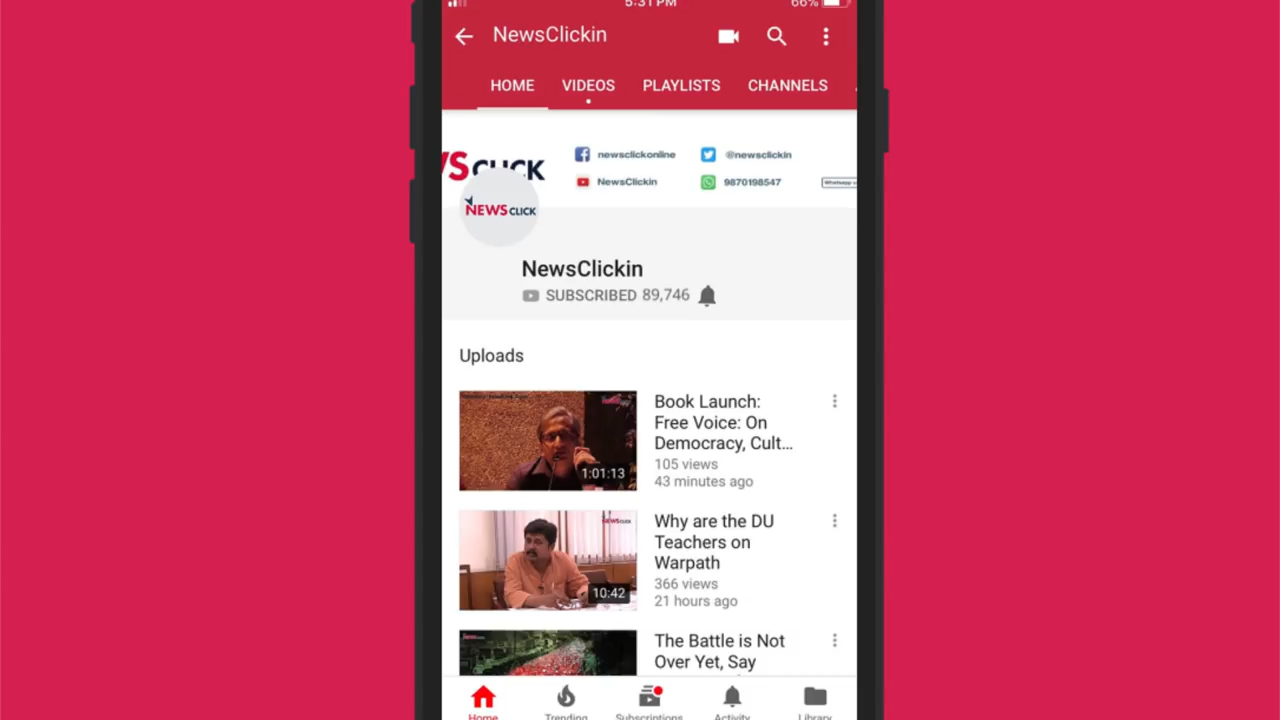 5:31 PM
66%
NewsClickin
HOME VIDEOS PLAYLISTS CHANNELS
WS CLICK
newsclickonline @newsclickin
NewsClickin 9870198547
NEWSCLICK
NewsClickin
SUBSCRIBED 89,746
Uploads
Book Launch:
Free Voice: On
Democracy, Cult...
105 views
43 minutes ago
1:01:13
Why are the DU
Teachers on
Warpath
366 views
21 hours ago
NEWSCLICK
10:42
The Battle is Not
Over Yet, Say
Home Trending Subscriptions Activity Library